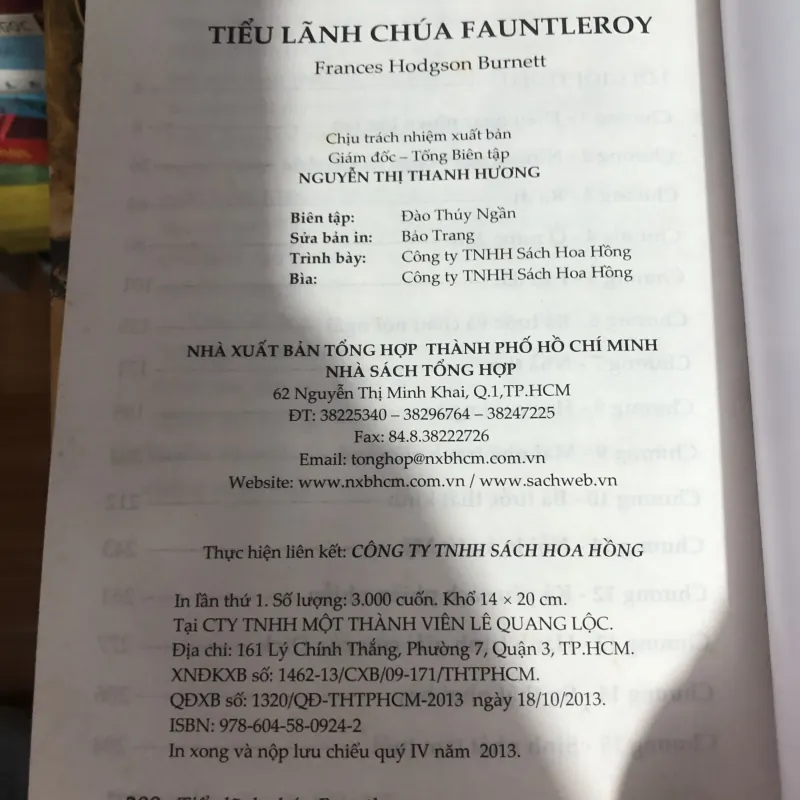 TIỂU LÃNH CHÚA FAUNTLEROY
Frances Hodgson Burnett
Chịu trách nhiệm xuất bản
Giám đốc – Tổng Biên tập
NGUYỄN THỊ THANH HƯƠNG
Biên tập: Đào Thúy Ngần
Sửa bản in: Bảo Trang
Trình bày: Công ty TNHH Sách Hoa Hồng
Bìa: Công ty TNHH Sách Hoa Hồng
NHÀ XUẤT BẢN TỔNG HỢP THÀNH PHỐ HỒ CHÍ MINH
NHÀ SÁCH TỔNG HỢP
62 Nguyễn Thị Minh Khai, Q.1,TP.HCM
ĐT: 38225340 – 38296764 – 38247225
Fax: 84.8.38222726
Email: tonghop@nxbhcm.com.vn
Website: www.nxbhcm.com.vn / www.sachweb.vn
Thực hiện liên kết: CÔNG TY TNHH SÁCH HOA HỒNG
In lần thứ 1. Số lượng: 3.000 cuốn. Khổ 14 × 20 cm.
Tại CTY TNHH MỘT THÀNH VIÊN LÊ QUANG LỘC.
Địa chỉ: 161 Lý Chính Thắng, Phường 7, Quận 3, TP.HCM.
XNĐKXB số: 1462-13/CXB/09-171/THTPHCM.
QĐXB số: 1320/QĐ-THTPHCM-2013 ngày 18/10/2013.
ISBN: 978-604-58-0924-2
In xong và nộp lưu chiểu quý IV năm 2013.